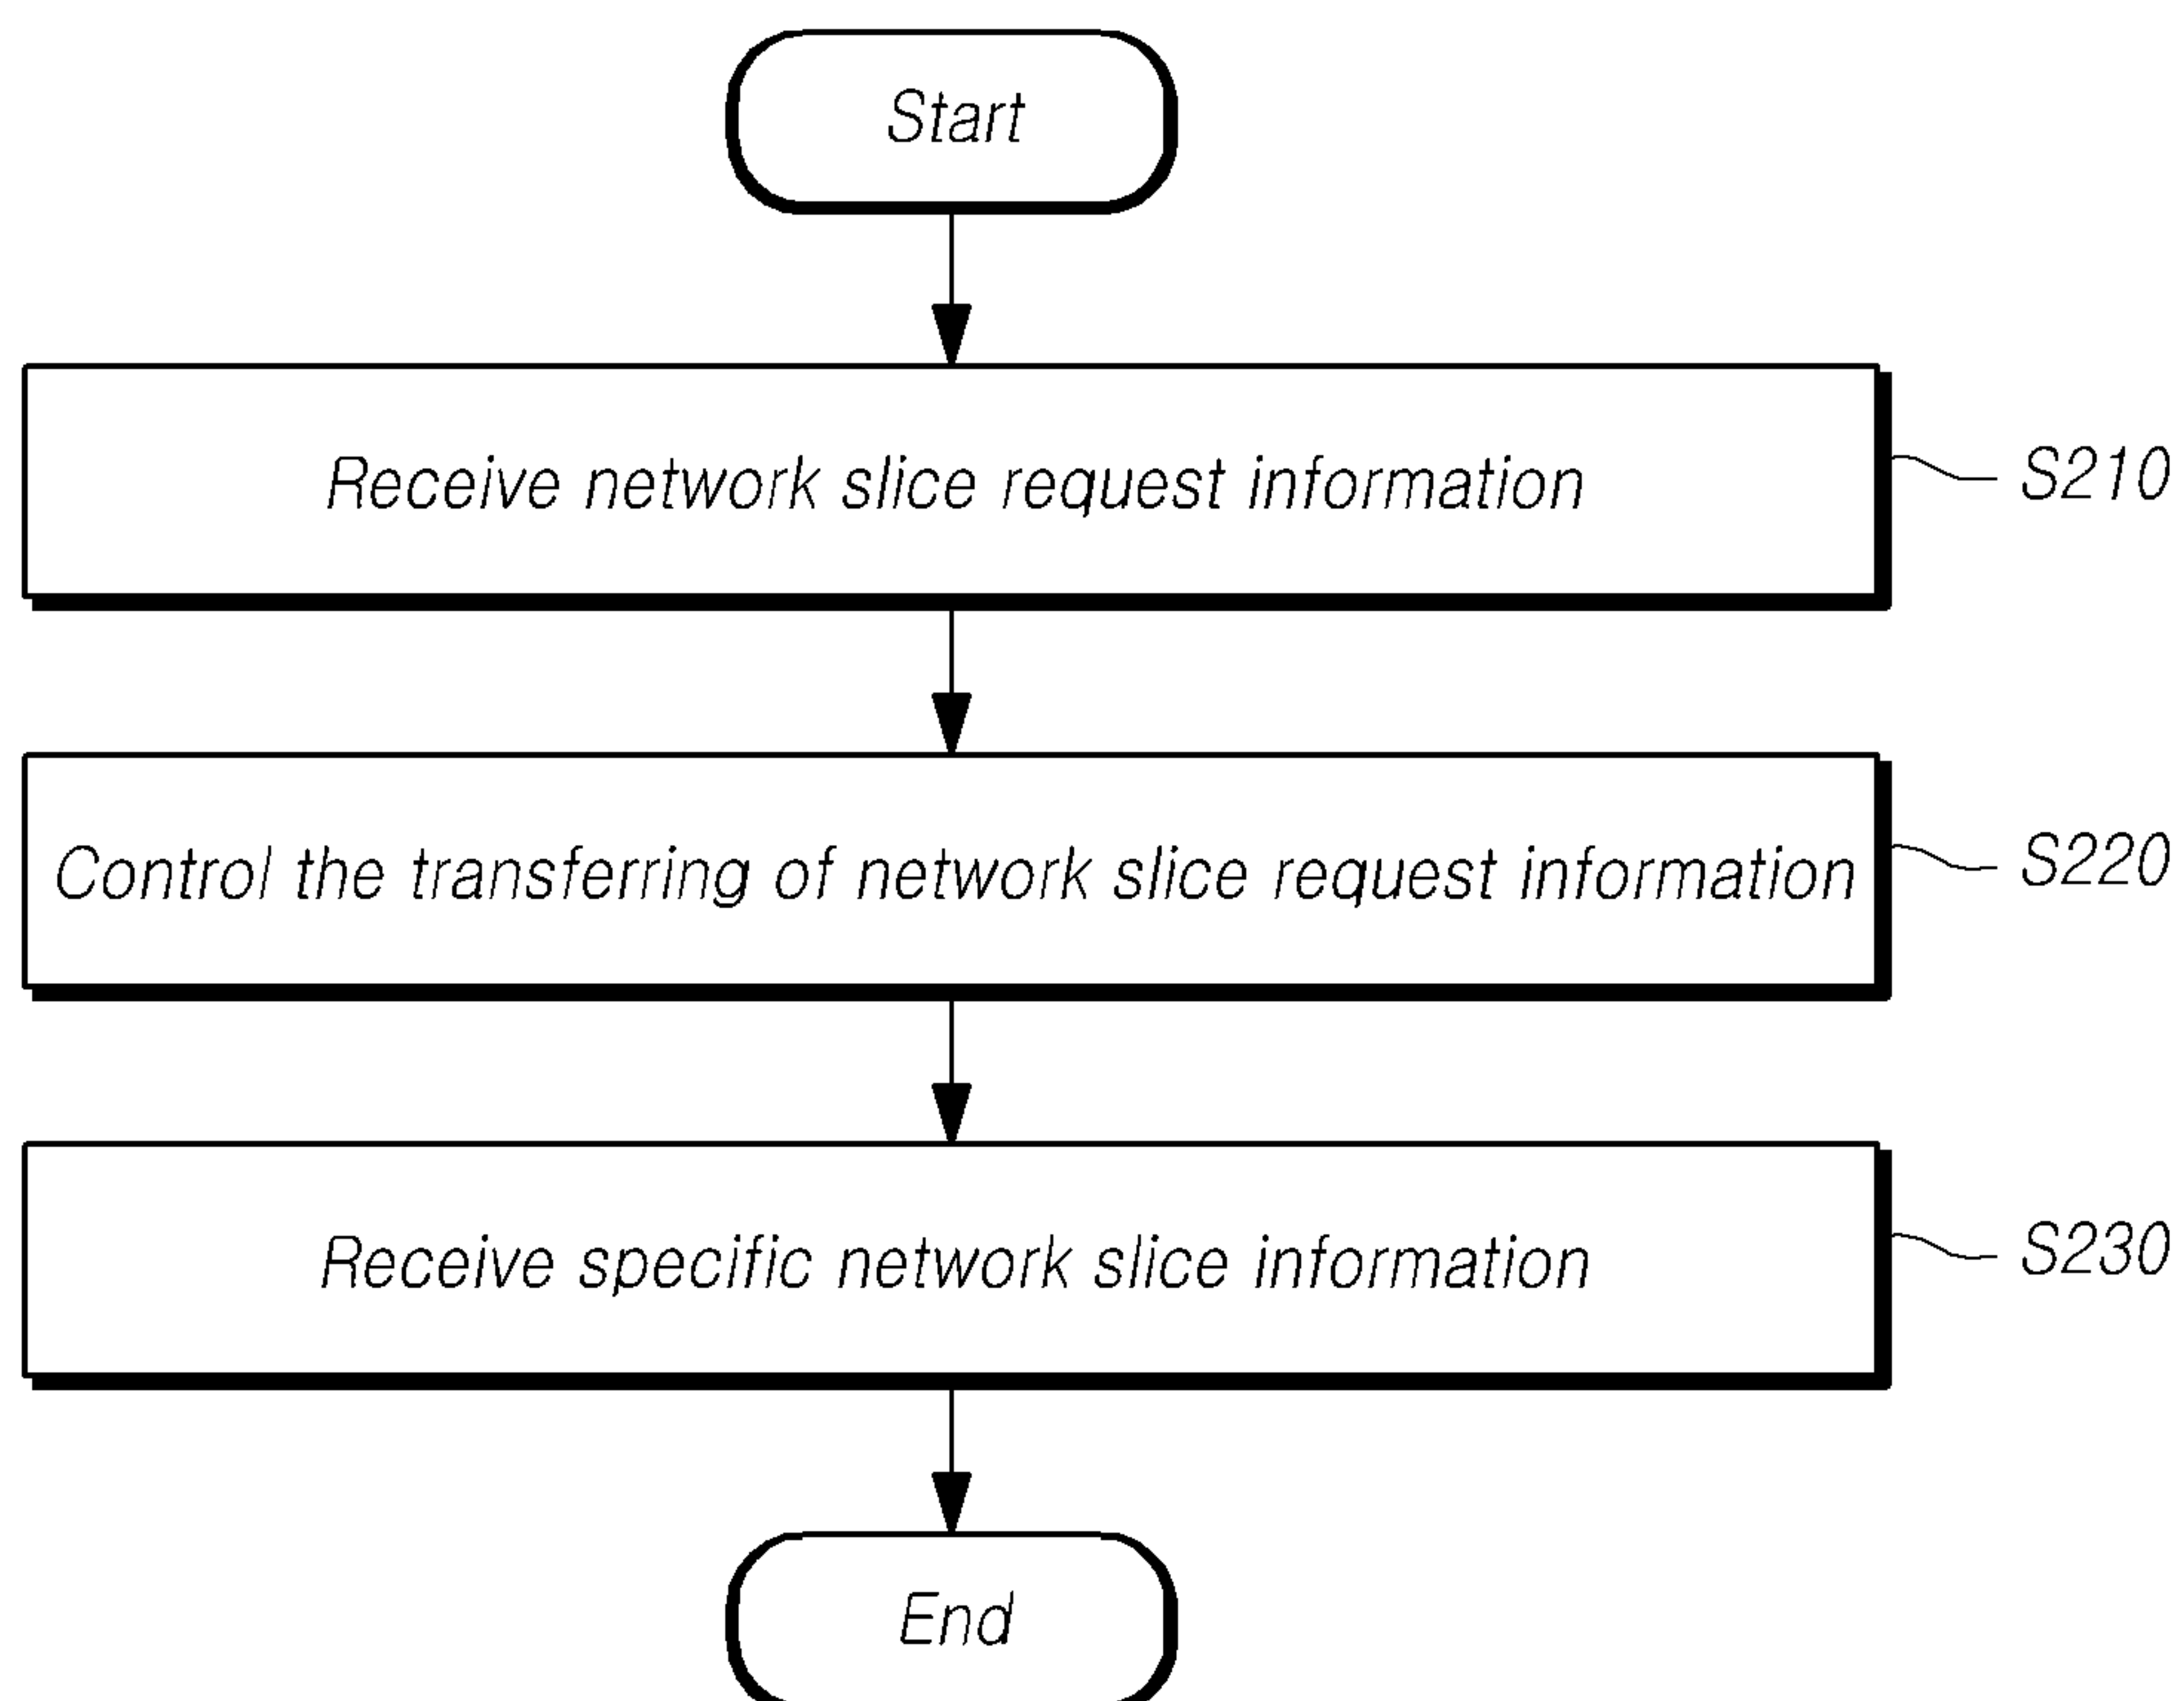 Start
Receive network slice request information
S210
Control the transferring of network slice request information
S220
Receive specific network slice information
S230
End